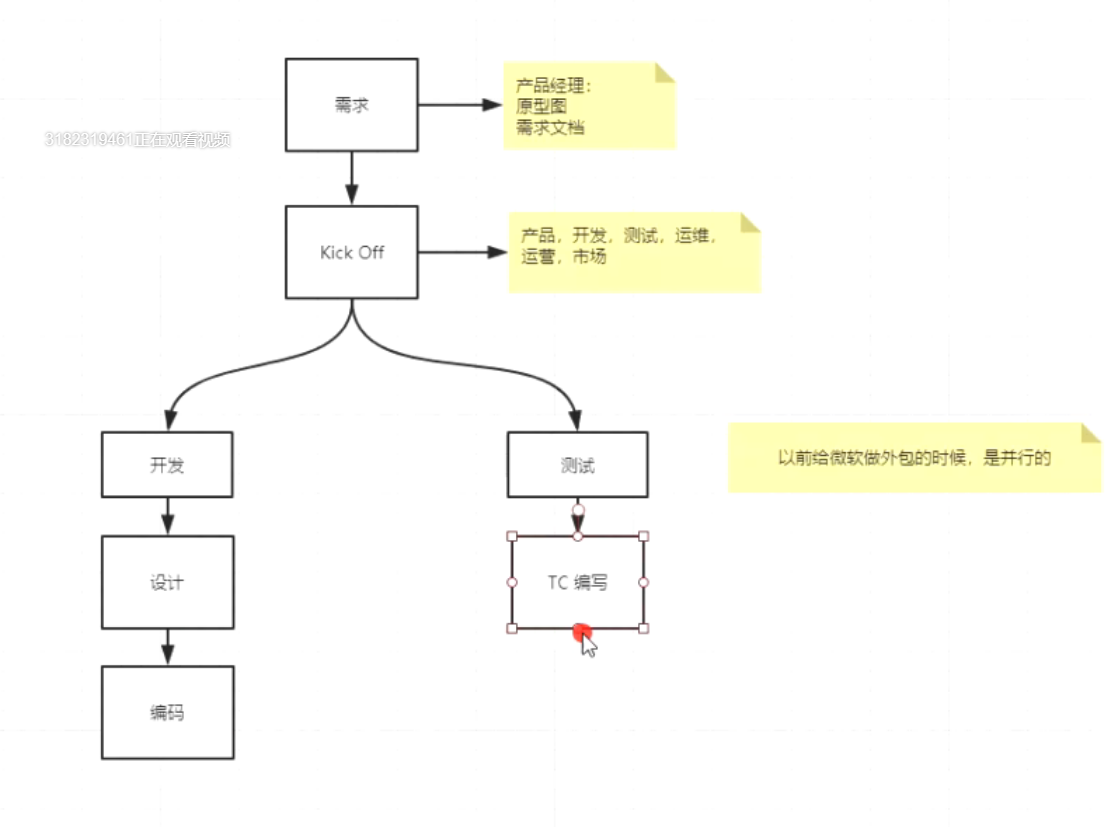 需求
产品经理：
原型图
需求文档
3182319461正在观看视频
Kick Off
产品，开发，测试，运维，
运营，市场
开发
测试
以前给微软做外包的时候，是并行的
设计
TC 编写
编码